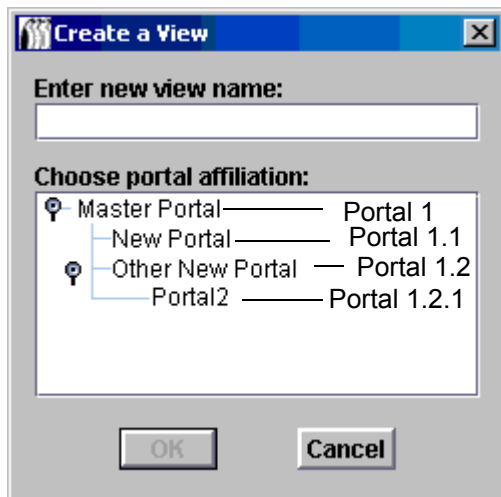 Create a View
Enter new view name:
Choose portal affiliation:
Master Portal Portal 1
New Portal Portal 1.1
Other New Portal Portal 1.2
Portal2 Portal 1.2.1
OK Cancel